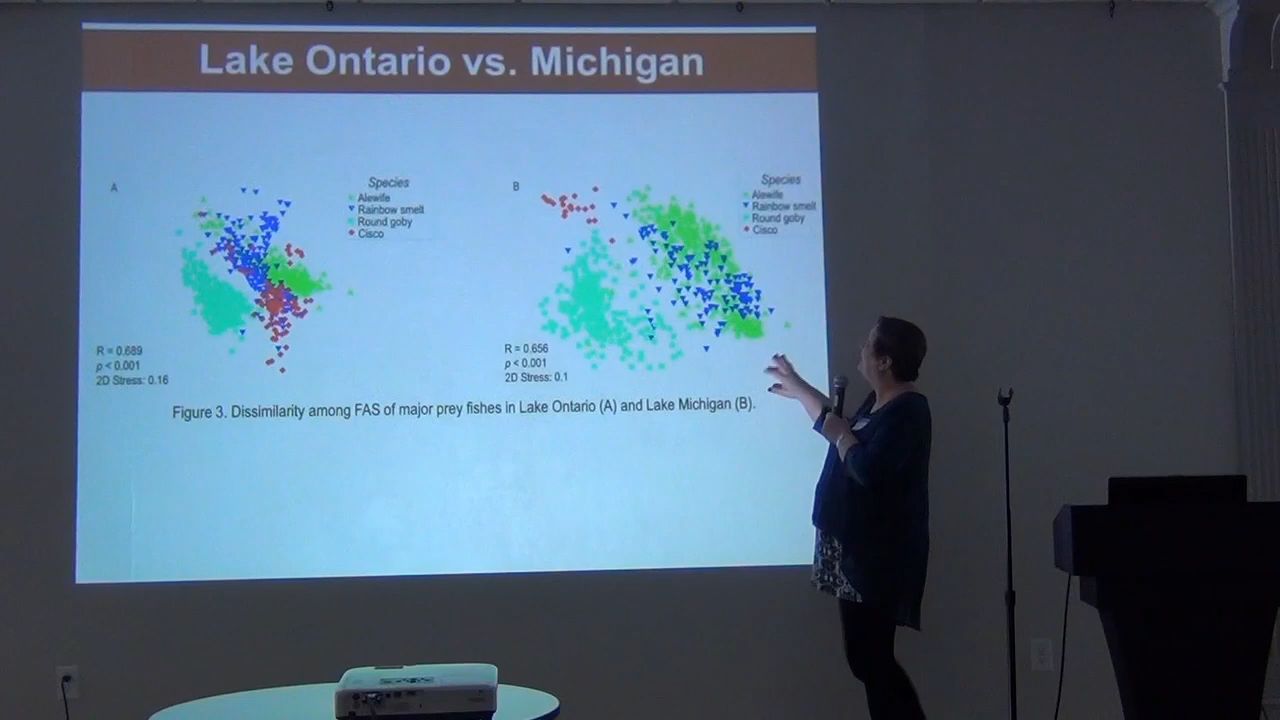 Lake Ontario vs. Michigan
A
Species
Alewife
Rainbow smelt
Round goby
Cisco
R = 0.689
p < 0.001
2D Stress: 0.16
B
Species
Alewife
Rainbow smelt
Round goby
Cisco
R = 0.656
p < 0.001
2D Stress: 0.1
Figure 3. Dissimilarity among FAS of major prey fishes in Lake Ontario (A) and Lake Michigan (B).